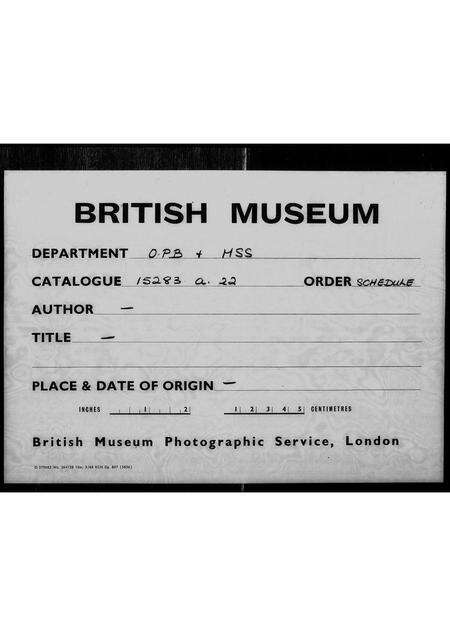 BRITISH MUSEUM
DEPARTMENT O.P.B + MSS
CATALOGUE 15283 a. 22 ORDER SCHEDULE
AUTHOR —
TITLE —
PLACE & DATE OF ORIGIN —
INCHES 1 2 1 2 3 4 5 CENTIMETRES
British Museum Photographic Service, London